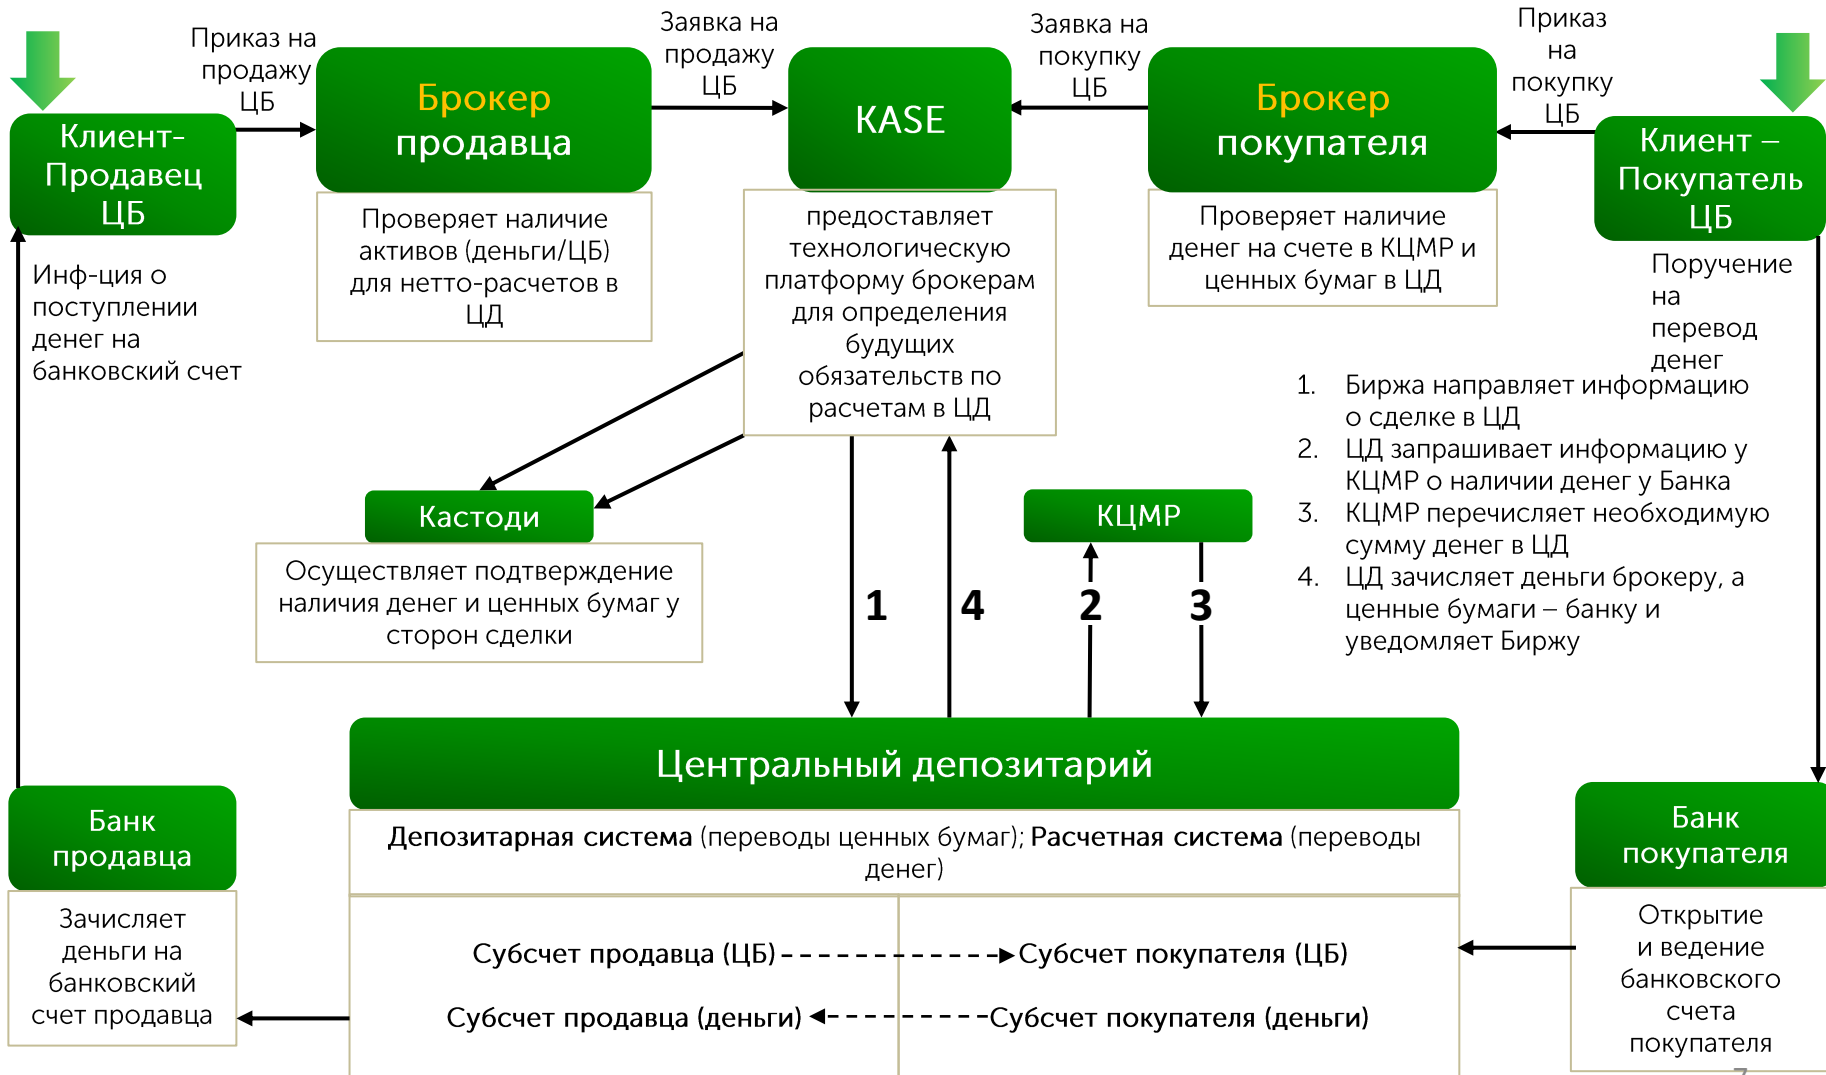 Приказ на
продажу
ЦБ
Заявка на
продажу
ЦБ
Заявка на
покупку
ЦБ
Приказ
на
покупку
ЦБ
Клиент-
Продавец
ЦБ
Брокер
продавца
KASE
Брокер
покупателя
Клиент –
Покупатель
ЦБ
Проверяет наличие
активов (деньги/ЦБ)
для нетто-расчетов в
ЦД
предоставляет
технологическую
платформу брокерам
для определения
будущих
обязательств по
расчетам в ЦД
Проверяет наличие
денег на счете в КЦМР и
ценных бумаг в ЦД
Инф-ция о
поступлении
денег на
банковский счет
Поручение
на
перевод
денег
1. Биржа направляет информацию
о сделке в ЦД
2. ЦД запрашивает информацию у
КЦМР о наличии денег у Банка
3. КЦМР перечисляет необходимую
сумму денег в ЦД
4. ЦД зачисляет деньги брокеру, а
ценные бумаги – банку и
уведомляет Биржу
Кастоди
КЦМР
Осуществляет подтверждение
наличия денег и ценных бумаг у
сторон сделки
1 4 2 3
Центральный депозитарий
Депозитарная система (переводы ценных бумаг); Расчетная система (переводы
денег)
Субсчет продавца (ЦБ) Субсчет покупателя (ЦБ)
Субсчет продавца (деньги) Субсчет покупателя (деньги)
Банк
продавца
Зачисляет
деньги на
банковский
счет продавца
Банк
покупателя
Открытие
и ведение
банковского
счета
покупателя